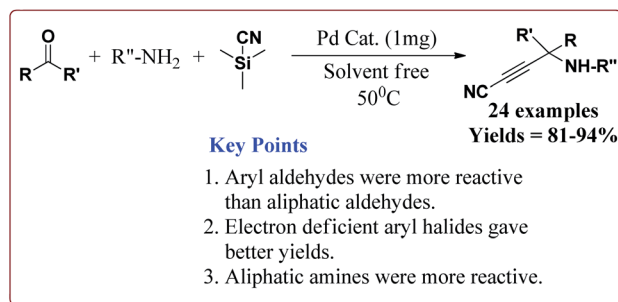 O
R R' + R"-NH2 + CN
Si
Pd Cat. (1mg)
Solvent free
50⁰C
R' R
NH-R"
NC
24 examples
Yields = 81-94%
Key Points
1. Aryl aldehydes were more reactive
than aliphatic aldehydes.
2. Electron deficient aryl halides gave
better yields.
3. Aliphatic amines were more reactive.